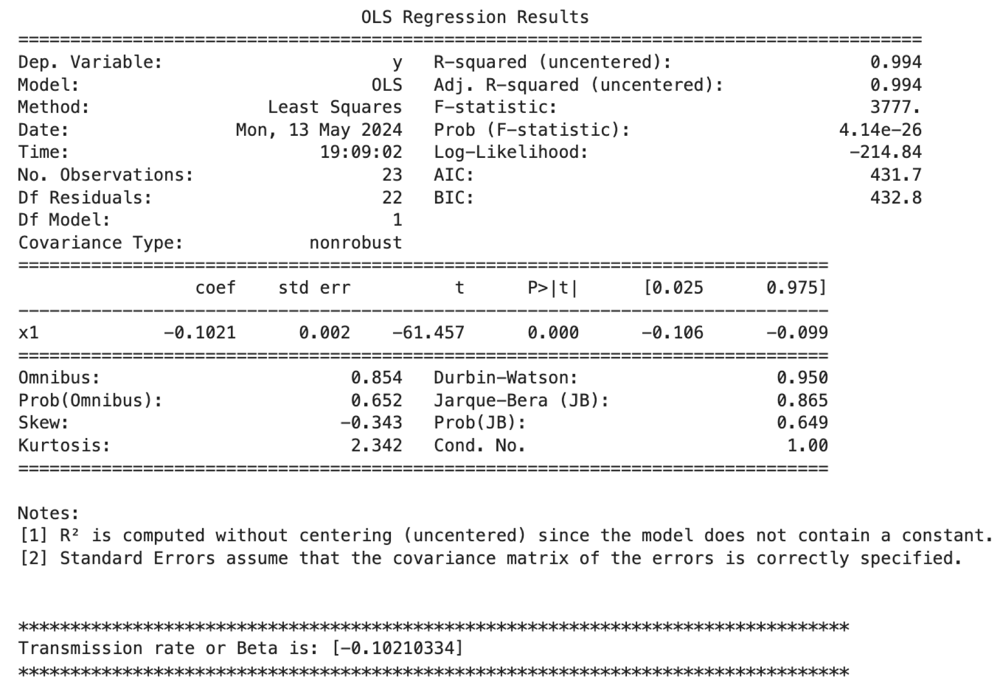 OLS Regression Results
==============================================================================
Dep. Variable: y R-squared (uncentered): 0.994
Model: OLS Adj. R-squared (uncentered): 0.994
Method: Least Squares F-statistic: 3777.
Date: Mon, 13 May 2024 Prob (F-statistic): 4.14e-26
Time: 19:09:02 Log-Likelihood: -214.84
No. Observations: 23 AIC: 431.7
Df Residuals: 22 BIC: 432.8
Df Model: 1
Covariance Type: nonrobust
==============================================================================
coef std err t P>|t| [0.025 0.975]
------------------------------------------------------------------------------
x1 -0.1021 0.002 -61.457 0.000 -0.106 -0.099
==============================================================================
Omnibus: 0.854 Durbin-Watson: 0.950
Prob(Omnibus): 0.652 Jarque-Bera (JB): 0.865
Skew: -0.343 Prob(JB): 0.649
Kurtosis: 2.342 Cond. No. 1.00
==============================================================================
Notes:
[1] R² is computed without centering (uncentered) since the model does not contain a constant.
[2] Standard Errors assume that the covariance matrix of the errors is correctly specified.
********************************************************************************
Transmission rate or Beta is: [-0.10210334]
********************************************************************************